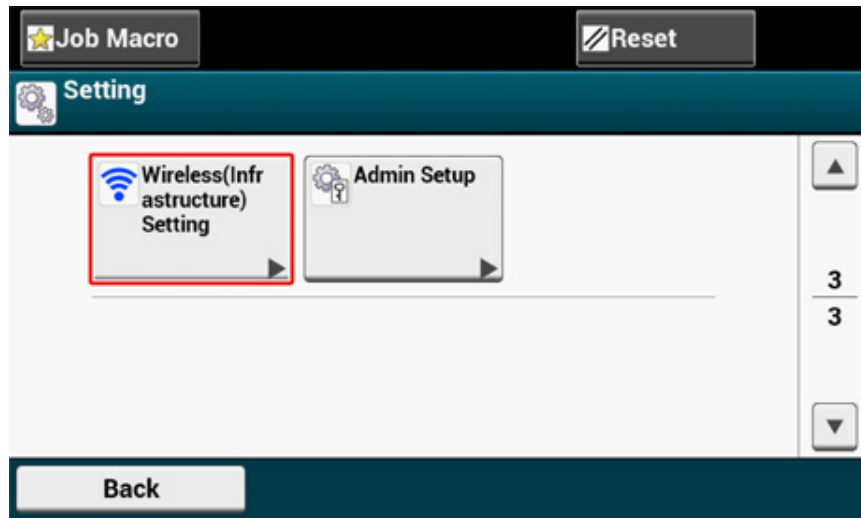 Job Macro
Reset
Setting
Wireless(Infr
astructure)
Setting
Admin Setup
3
3
Back